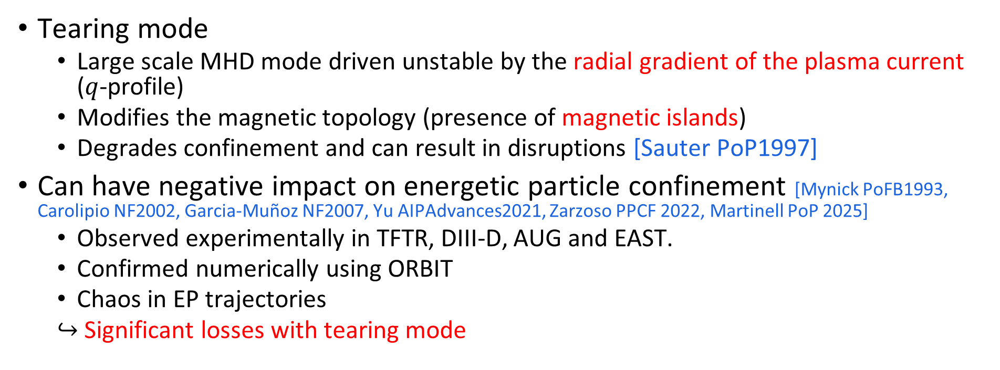 • Tearing mode
• Large scale MHD mode driven unstable by the radial gradient of the plasma current
(q-profile)
• Modifies the magnetic topology (presence of magnetic islands)
• Degrades confinement and can result in disruptions [Sauter PoP1997]
• Can have negative impact on energetic particle confinement [Mynick PoFB1993,
Carolipio NF2002, Garcia-Muñoz NF2007, Yu AIPAdvances2021, Zarzoso PPCF 2022, Martinell PoP 2025]
• Observed experimentally in TFTR, DIII-D, AUG and EAST.
• Confirmed numerically using ORBIT
• Chaos in EP trajectories
↪ Significant losses with tearing mode